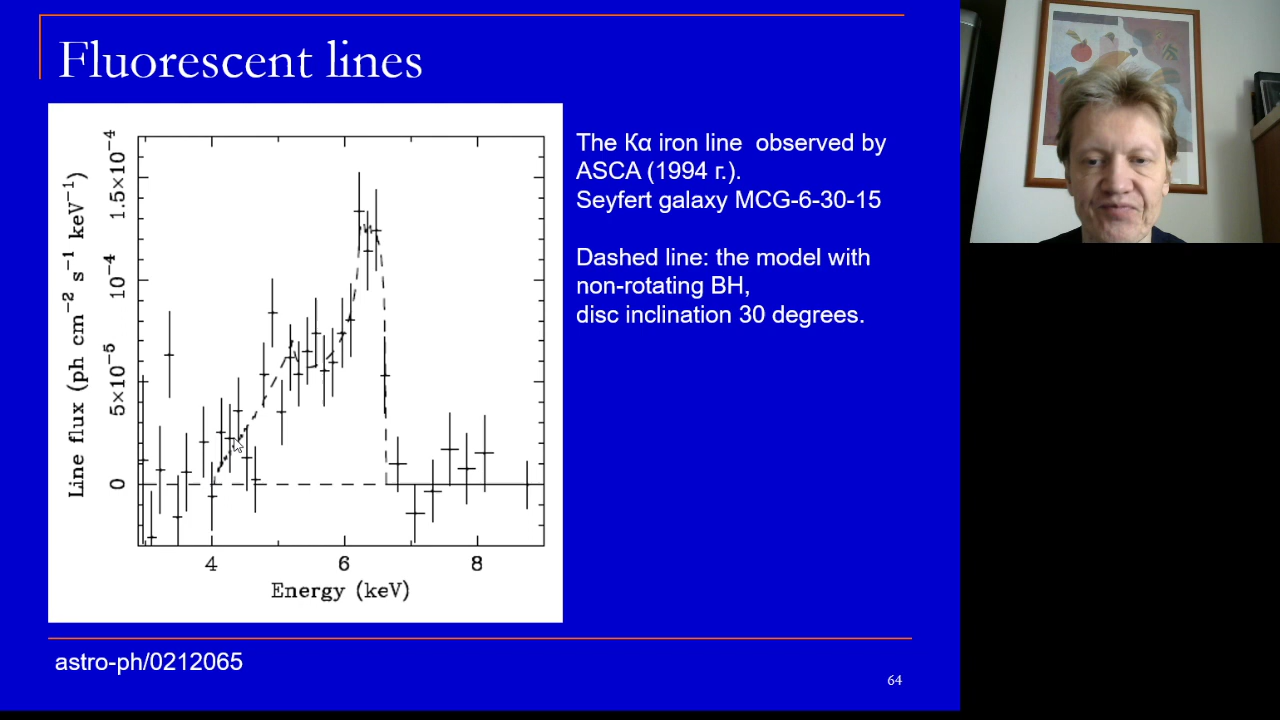 Fluorescent lines
Line flux (ph cm⁻² s⁻¹ keV⁻¹)
1.5×10⁻⁴
10⁻⁴
5×10⁻⁵
0
4 6 8
Energy (keV)
The Kα iron line observed by
ASCA (1994 г.).
Seyfert galaxy MCG-6-30-15
Dashed line: the model with
non-rotating BH,
disc inclination 30 degrees.
astro-ph/0212065
64